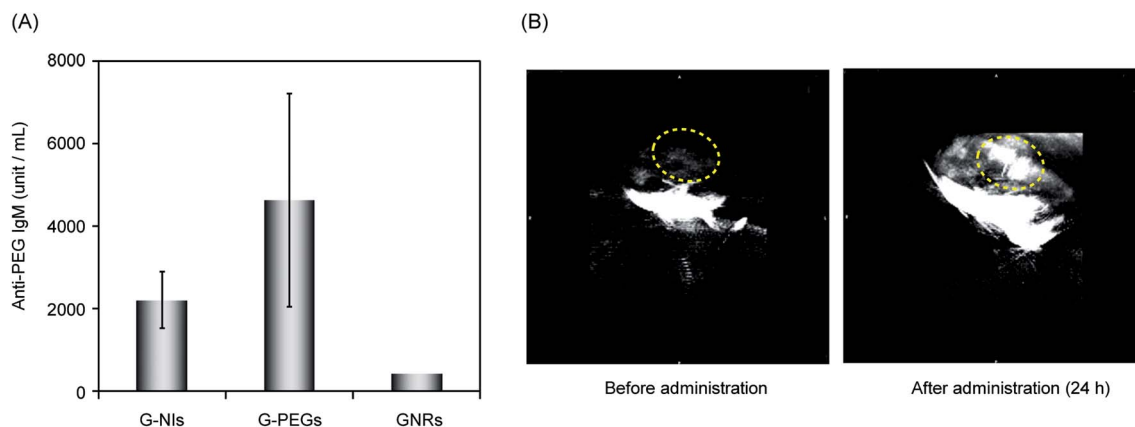 (A)
(B)
8000
6000
4000
2000
0
Anti-PEG IgM (unit / mL)
G-NIs
G-PEGs
GNRs
Before administration
After administration (24 h)